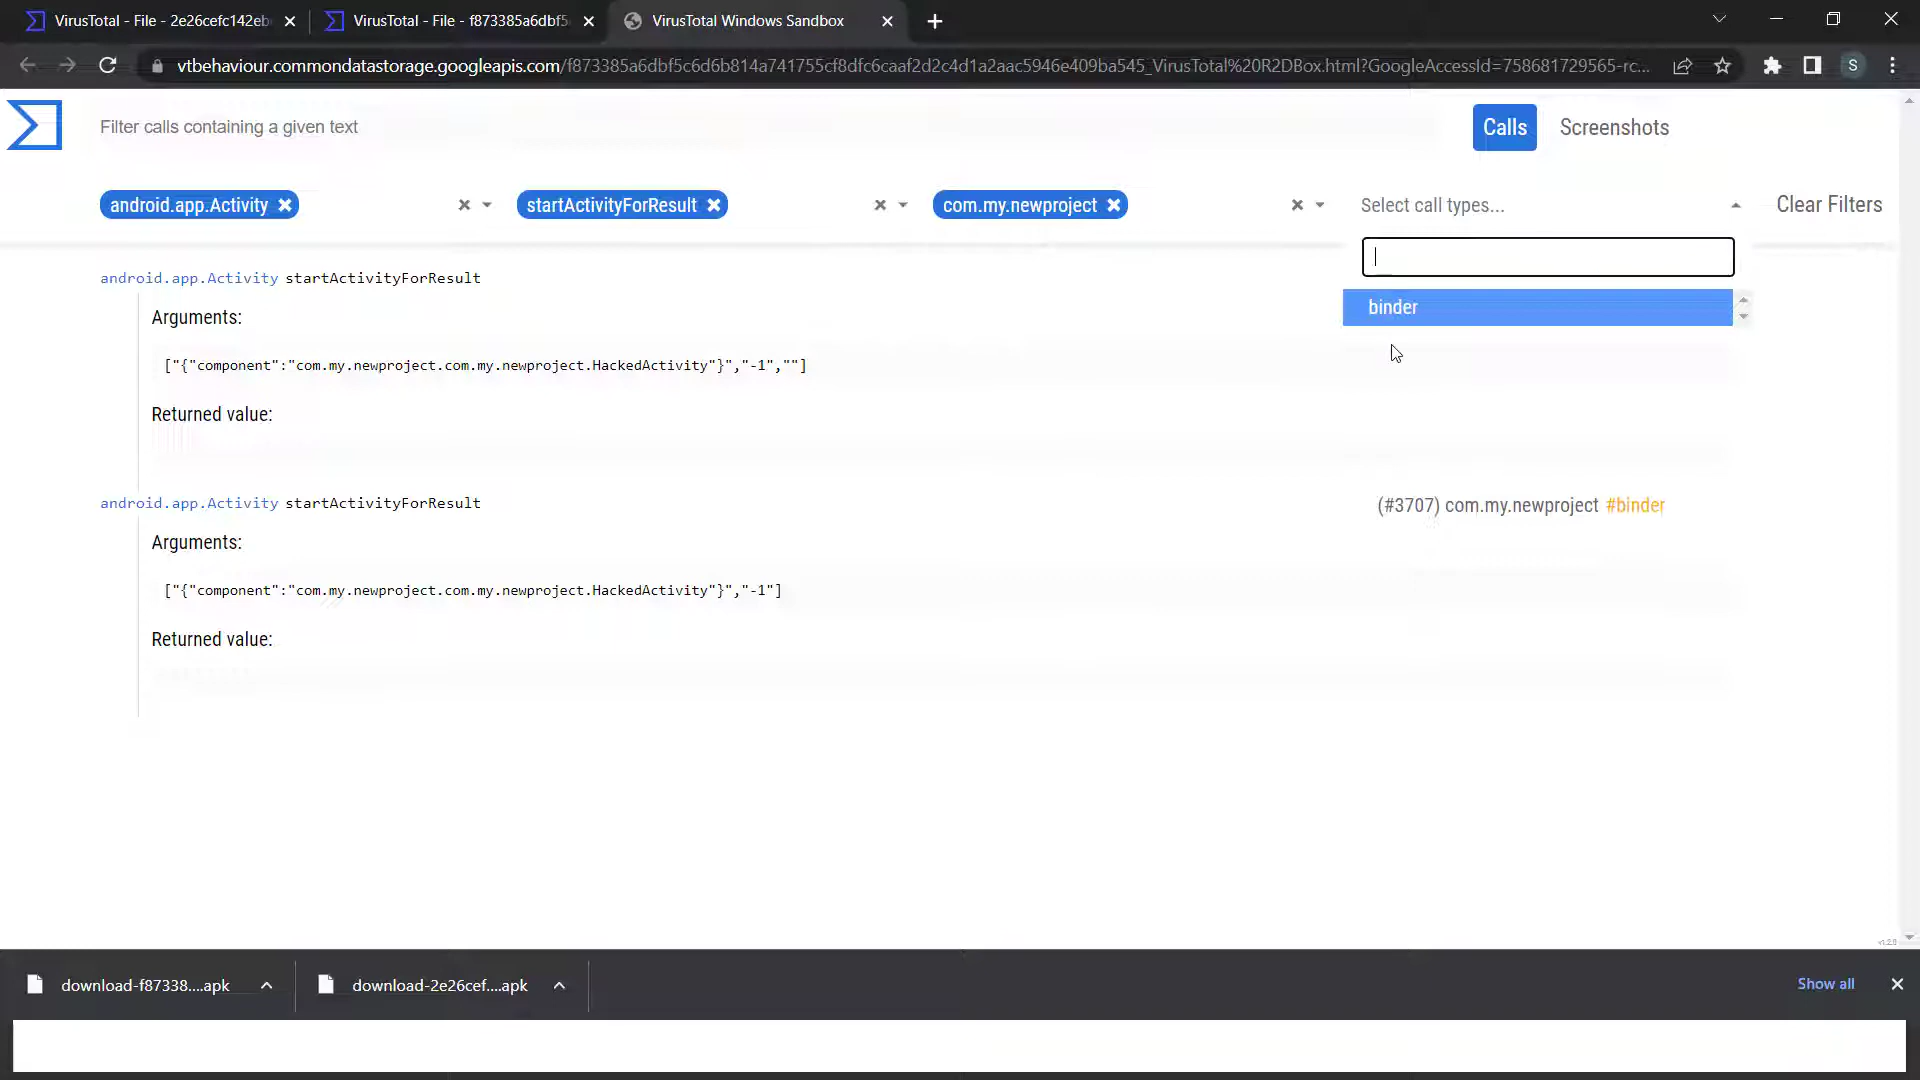 VirusTotal - File - 2e26cefc142eb
VirusTotal - File - f873385a6dbf5
VirusTotal Windows Sandbox
vtbehaviour.commondatastorage.googleapis.com/f873385a6dbf5c6d6b814a741755cf8dfc6caaf2d2c4d1a2aac5946e409ba545_VirusTotal%20R2DBox.html?GoogleAccessId=758681729565-rc...
S
Filter calls containing a given text
Calls
Screenshots
android.app.Activity
startActivityForResult
com.my.newproject
Select call types...
Clear Filters
binder
android.app.Activity startActivityForResult
Arguments:
["{"component":"com.my.newproject.com.my.newproject.HackedActivity"}","-1",""]
Returned value:
android.app.Activity startActivityForResult
(#3707) com.my.newproject #binder
Arguments:
["{"component":"com.my.newproject.com.my.newproject.HackedActivity"}","-1"]
Returned value:
download-f87338....apk
download-2e26cef....apk
Show all